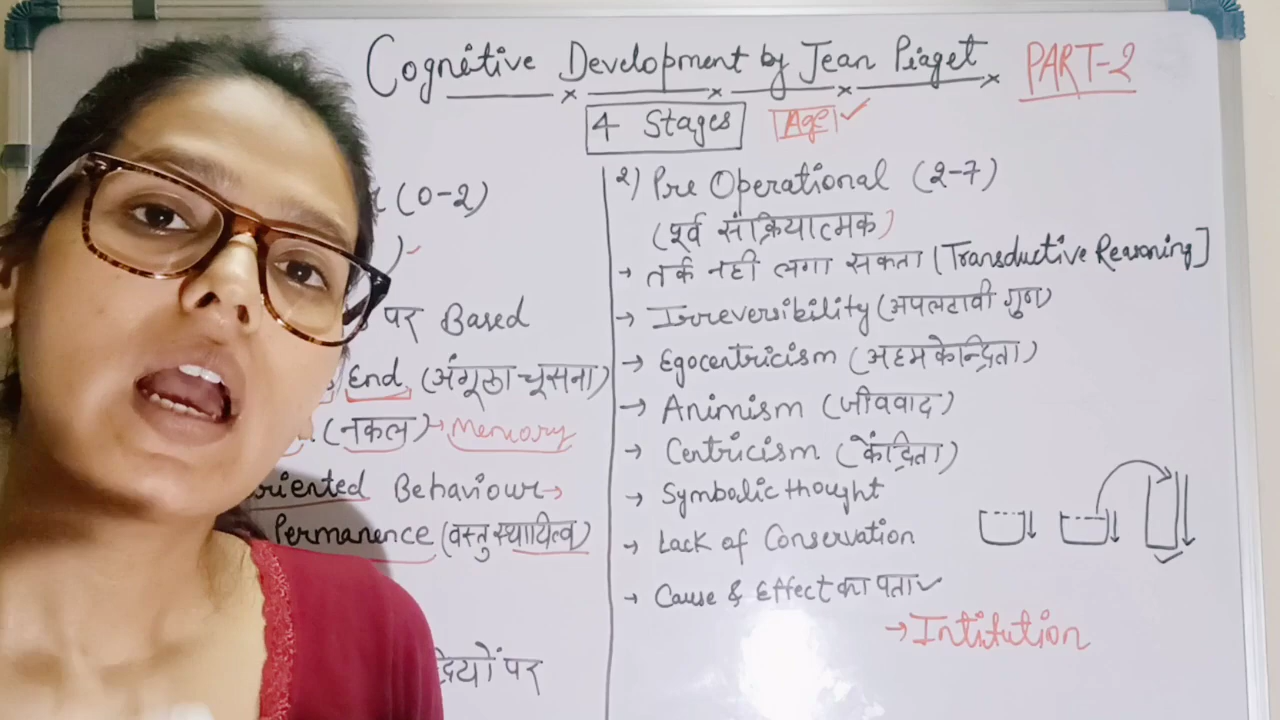 Cognitive Development by Jean Piaget PART-2
4 Stages Age
(0-2)
)
पर Based
End (अंगूठा चूसना)
(नकल) → Memory
oriented Behaviour →
Permanence (वस्तु स्थायित्व)
द्रियों पर
2) Pre Operational (2-7)
(पूर्व संक्रियात्मक)
→ तर्क नही लगा सकता (Transductive Reasoning]
→ Irreversibility (अपलटावी गुण)
→ Egocentricism (अहमकेन्द्रिता)
→ Animism (जीववाद)
→ Centricism (केंद्रिता)
→ Symbolic thought
→ Lack of Conservation
→ Cause & Effect का पता
→ Intitution